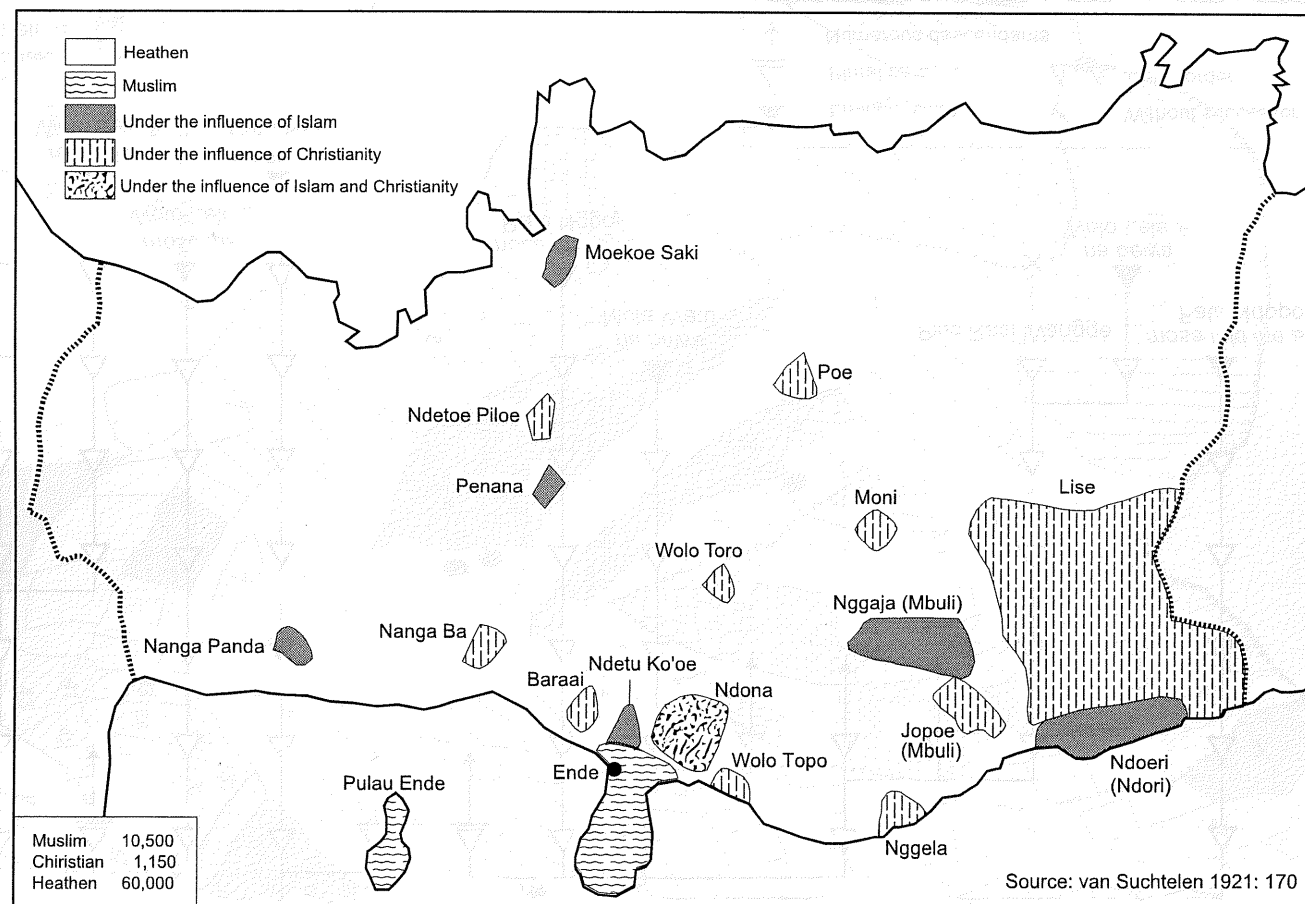 Heathen
Muslim
Under the influence of Islam
Under the influence of Christianity
Under the influence of Islam and Christianity
Moekoe Saki
Poe
Ndetoe Piloe
Penana
Moni
Lise
Wolo Toro
Nggaja (Mbuli)
Nanga Panda
Nanga Ba
Ndetu Ko'oe
Baraai
Ndona
Jopoe
(Mbuli)
Ende
Wolo Topo
Ndoeri
(Ndori)
Pulau Ende
Nggela
Muslim 10,500
Chiristian 1,150
Heathen 60,000
Source: van Suchtelen 1921: 170